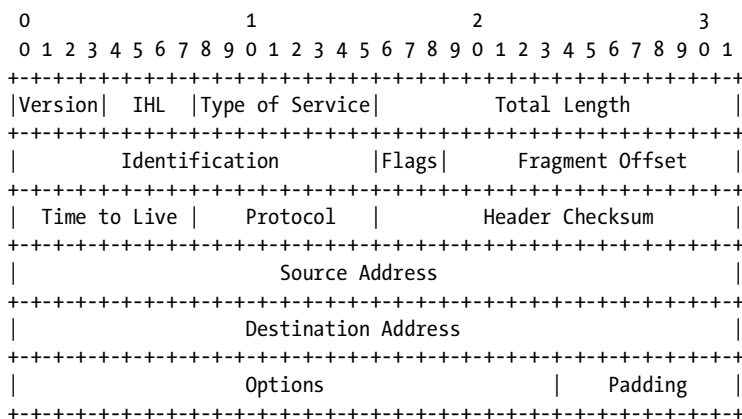 0                   1                   2                   3
0 1 2 3 4 5 6 7 8 9 0 1 2 3 4 5 6 7 8 9 0 1 2 3 4 5 6 7 8 9 0 1
+-+-+-+-+-+-+-+-+-+-+-+-+-+-+-+-+-+-+-+-+-+-+-+-+-+-+-+-+-+-+-+-+
|Version|  IHL  |Type of Service|          Total Length         |
+-+-+-+-+-+-+-+-+-+-+-+-+-+-+-+-+-+-+-+-+-+-+-+-+-+-+-+-+-+-+-+-+
|         Identification        |Flags|      Fragment Offset    |
+-+-+-+-+-+-+-+-+-+-+-+-+-+-+-+-+-+-+-+-+-+-+-+-+-+-+-+-+-+-+-+-+
|  Time to Live |    Protocol   |         Header Checksum       |
+-+-+-+-+-+-+-+-+-+-+-+-+-+-+-+-+-+-+-+-+-+-+-+-+-+-+-+-+-+-+-+-+
|                       Source Address                          |
+-+-+-+-+-+-+-+-+-+-+-+-+-+-+-+-+-+-+-+-+-+-+-+-+-+-+-+-+-+-+-+-+
|                    Destination Address                        |
+-+-+-+-+-+-+-+-+-+-+-+-+-+-+-+-+-+-+-+-+-+-+-+-+-+-+-+-+-+-+-+-+
|                    Options                    |    Padding    |
+-+-+-+-+-+-+-+-+-+-+-+-+-+-+-+-+-+-+-+-+-+-+-+-+-+-+-+-+-+-+-+-+